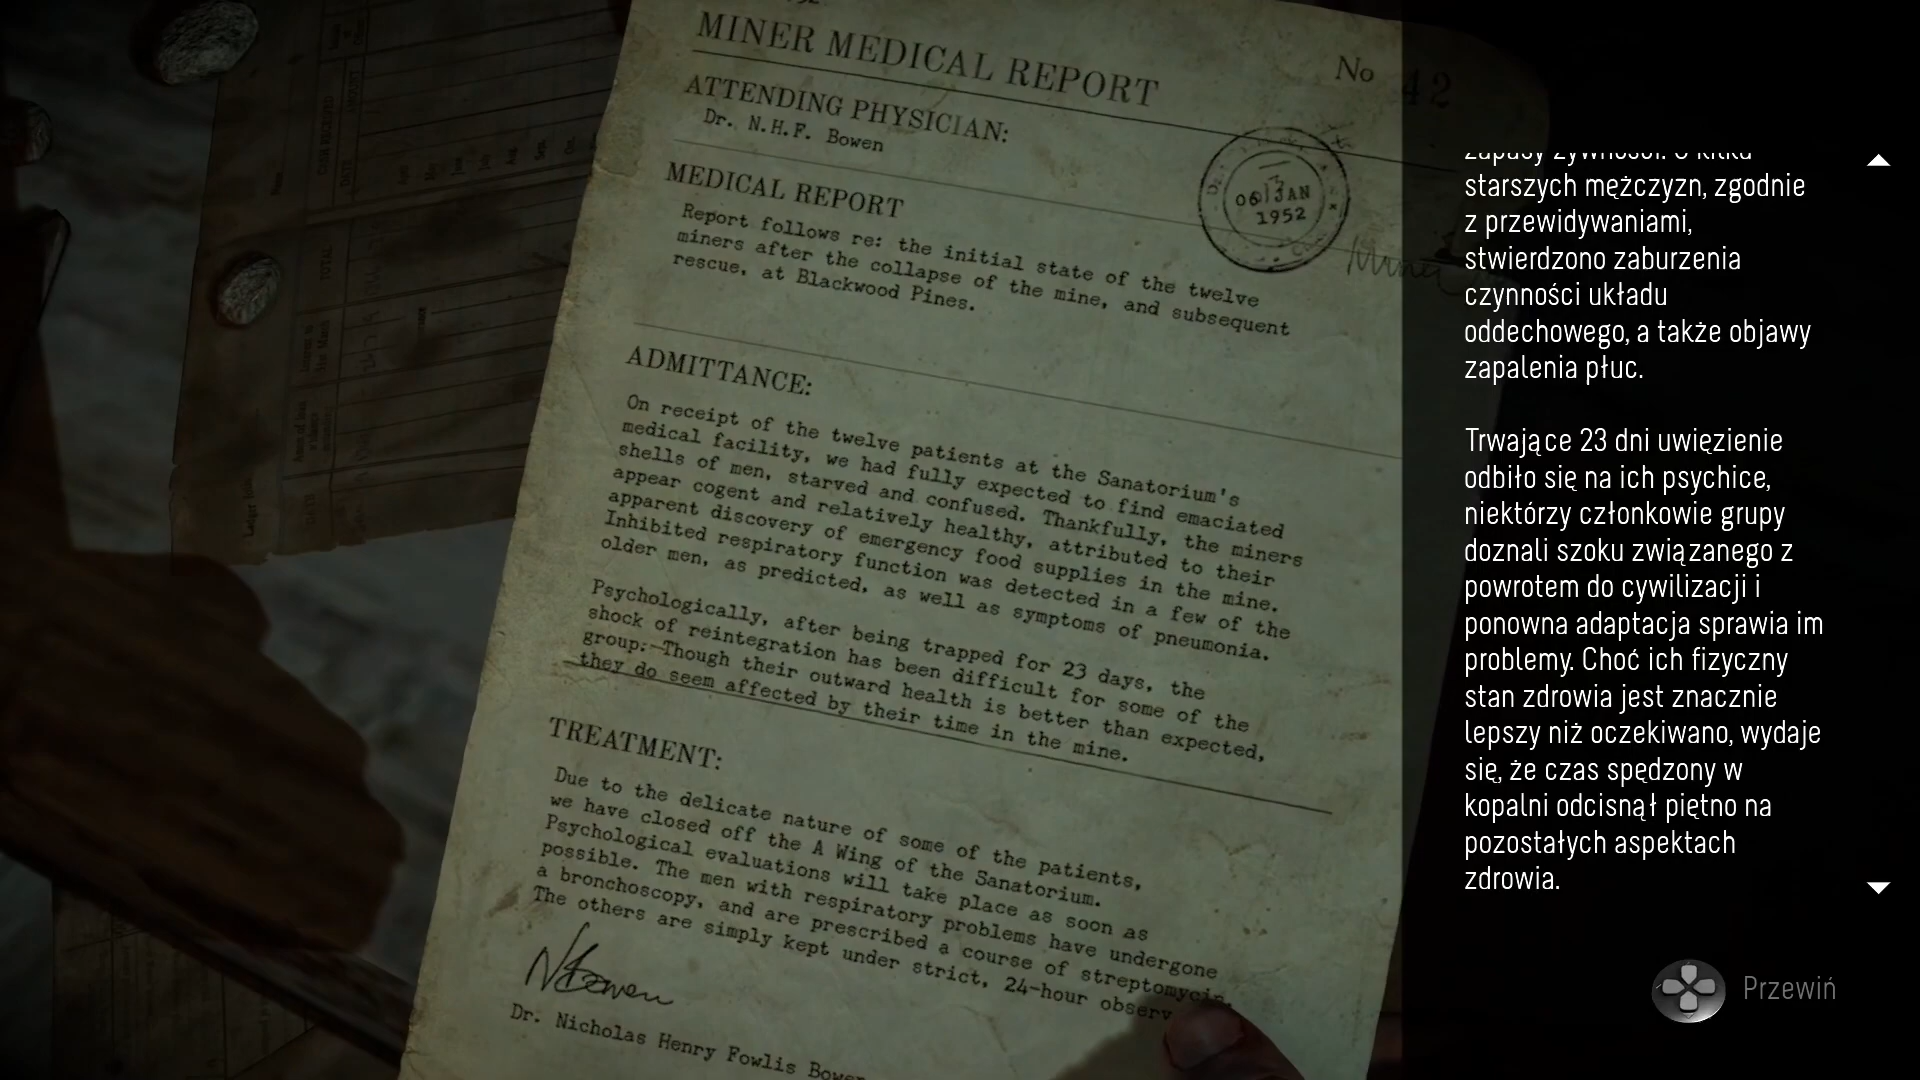 MINER MEDICAL REPORT
No 42
ATTENDING PHYSICIAN:
Dr. N.H.F. Bowen
06 JAN
1952
MEDICAL REPORT
Report follows re: the initial state of the twelve
miners after the collapse of the mine, and subsequent
rescue, at Blackwood Pines.
ADMITTANCE:
On receipt of the twelve patients at the Sanatorium's
medical facility, we had fully expected to find emaciated
shells of men, starved and confused. Thankfully, the miners
appear cogent and relatively healthy, attributed to their
apparent discovery of emergency food supplies in the mine.
Inhibited respiratory function was detected in a few of the
older men, as predicted, as well as symptoms of pneumonia.
Psychologically, after being trapped for 23 days, the
shock of reintegration has been difficult for some of the
group. Though their outward health is better than expected,
they do seem affected by their time in the mine.
TREATMENT:
Due to the delicate nature of some of the patients,
we have closed off the A Wing of the Sanatorium.
Psychological evaluations will take place as soon as
possible. The men with respiratory problems have undergone
a bronchoscopy, and are prescribed a course of streptomycin.
The others are simply kept under strict, 24-hour observ
NBowen
Dr. Nicholas Henry Fowlis Bowen
TOTAL
DATE
AMOUNT
zapasy żywności. U kilku
starszych mężczyzn, zgodnie
z przewidywaniami,
stwierdzono zaburzenia
czynności układu
oddechowego, a także objawy
zapalenia płuc.
Trwające 23 dni uwięzienie
odbiło się na ich psychice,
niektórzy członkowie grupy
doznali szoku związanego z
powrotem do cywilizacji i
ponowna adaptacja sprawia im
problemy. Choć ich fizyczny
stan zdrowia jest znacznie
lepszy niż oczekiwano, wydaje
się, że czas spędzony w
kopalni odcisnął piętno na
pozostałych aspektach
zdrowia.
Przewiń